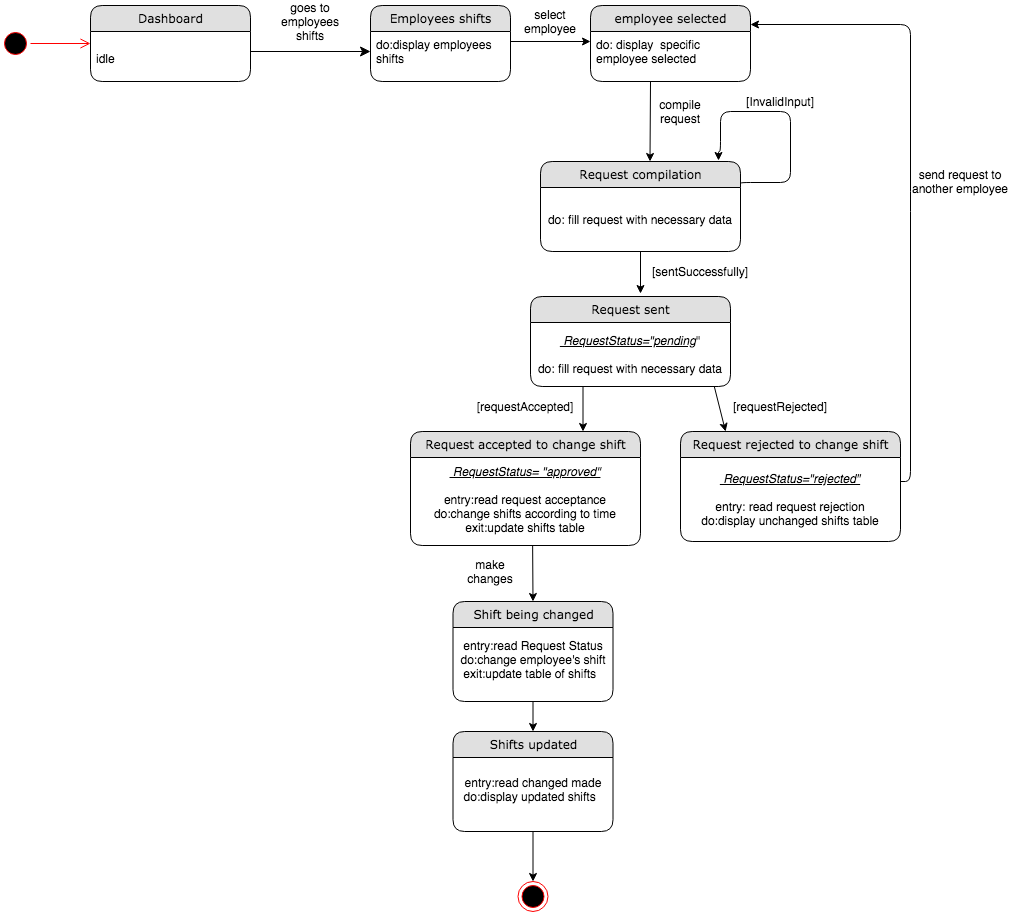 Dashboard
idle
goes to
employees
shifts
Employees shifts
do:display employees
shifts
select
employee
employee selected
do: display specific
employee selected
compile
request
[InvalidInput]
send request to
another employee
Request compilation
do: fill request with necessary data
[sentSuccessfully]
Request sent
RequestStatus="pending"
do: fill request with necessary data
[requestAccepted]
[requestRejected]
Request accepted to change shift
RequestStatus= "approved"
entry:read request acceptance
do:change shifts according to time
exit:update shifts table
Request rejected to change shift
RequestStatus="rejected"
entry: read request rejection
do:display unchanged shifts table
make
changes
Shift being changed
entry:read Request Status
do:change employee's shift
exit:update table of shifts
Shifts updated
entry:read changed made
do:display updated shifts